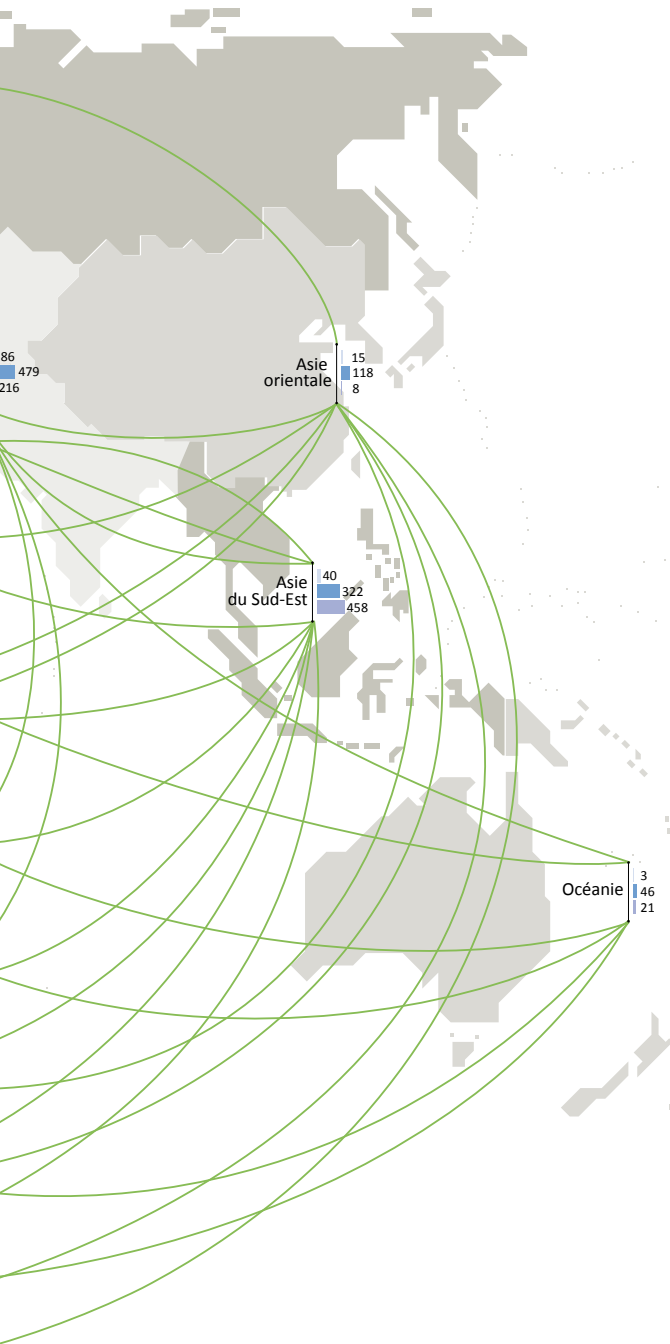 86
479
216
Asie
orientale
15
118
8
Asie
du Sud-Est
40
322
458
Océanie
3
46
21